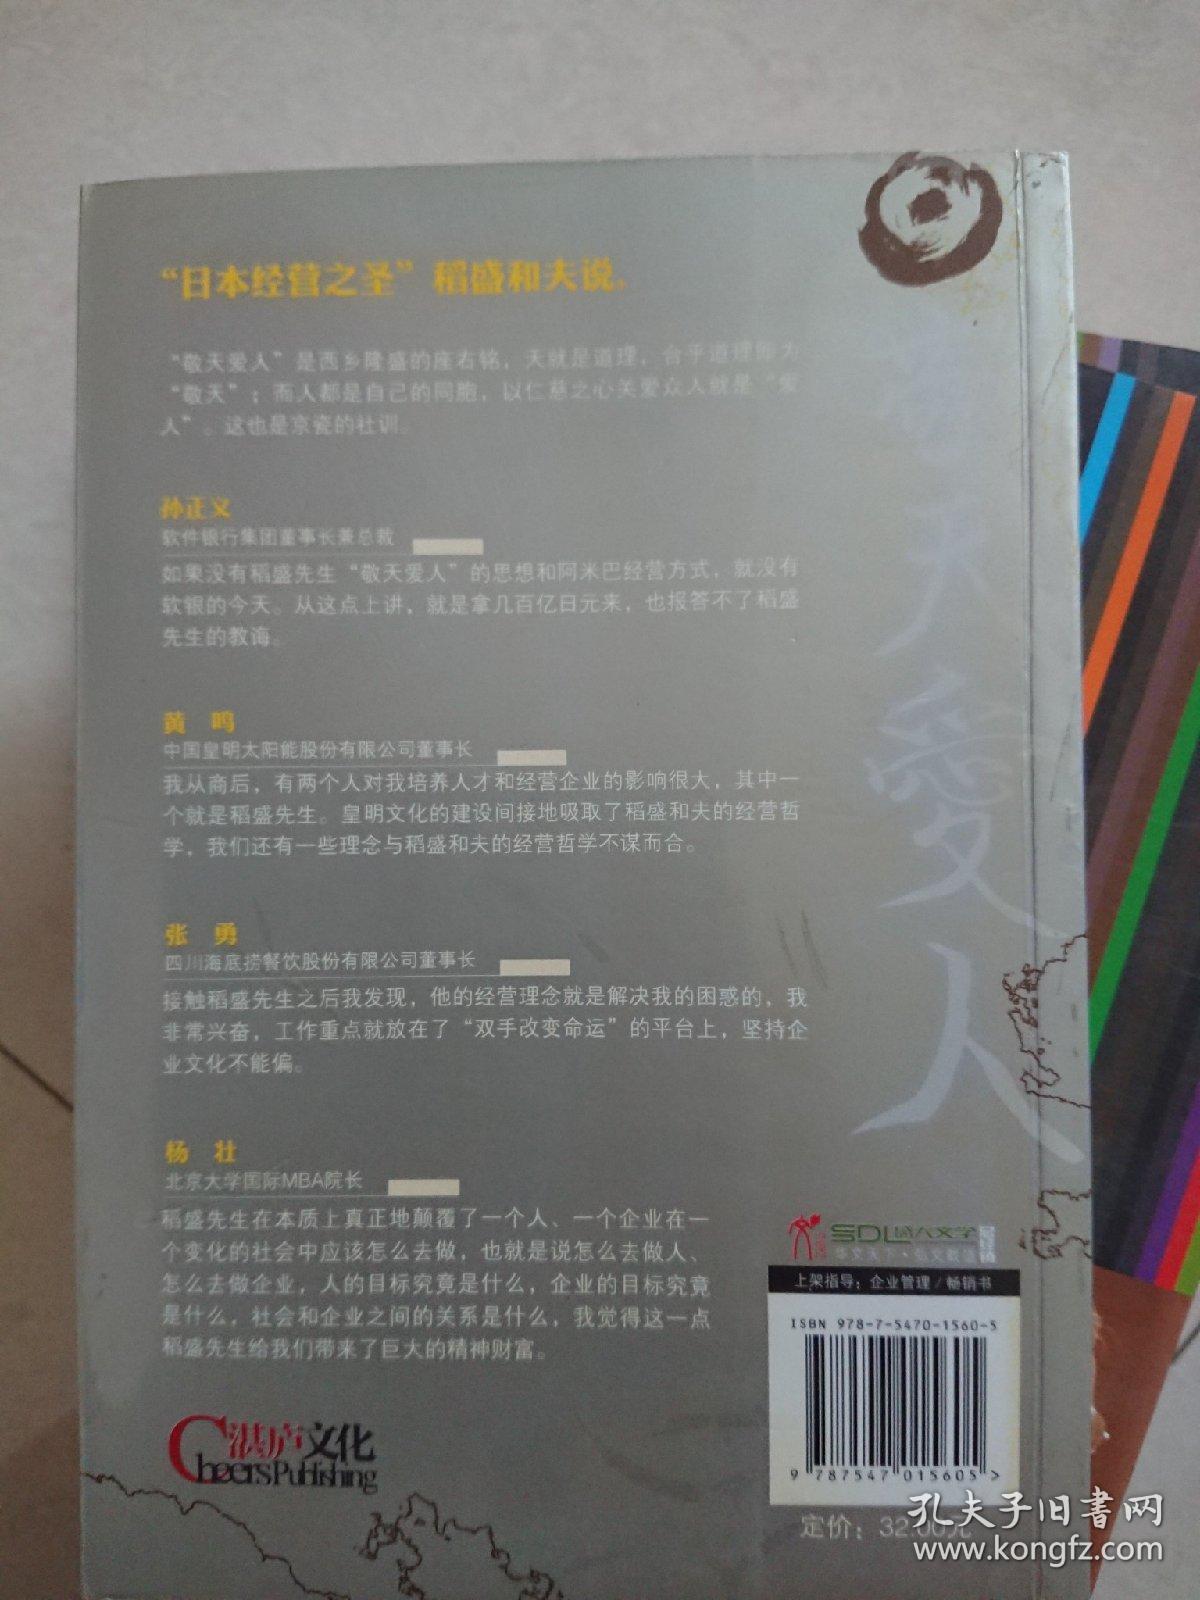 “日本经营之圣”稻盛和夫说，
“敬天爱人”是西乡隆盛的座右铭，天就是道理，合乎道理即为
“敬天”；而人都是自己的同胞，以仁慈之心关爱众人就是“爱
人”。这也是京瓷的社训。
孙正义
软件银行集团董事长兼总裁
如果没有稻盛先生“敬天爱人”的思想和阿米巴经营方式，就没有
软银的今天。从这点上讲，就是拿几百亿日元来，也报答不了稻盛
先生的教诲。
黄 鸣
中国皇明太阳能股份有限公司董事长
我从商后，有两个人对我培养人才和经营企业的影响很大，其中一
个就是稻盛先生。皇明文化的建设间接地吸取了稻盛和夫的经营哲
学，我们还有一些理念与稻盛和夫的经营哲学不谋而合。
张 勇
四川海底捞餐饮股份有限公司董事长
接触稻盛先生之后我发现，他的经营理念就是解决我的困惑的，我
非常兴奋，工作重点就放在了“双手改变命运”的平台上，坚持企
业文化不能偏。
杨 壮
北京大学国际MBA院长
稻盛先生在本质上真正地颠覆了一个人、一个企业在一
个变化的社会中应该怎么去做，也就是说怎么去做人、
怎么去做企业，人的目标究竟是什么，企业的目标究竟
是什么，社会和企业之间的关系是什么，我觉得这一点
稻盛先生给我们带来了巨大的精神财富。
湛庐文化
Cheers Publishing
天愛人
SDL盛大文学
上架指导：企业管理/畅销书
ISBN 978-7-5470-1560-5
9 787547 015605 >
定价：32.00元
孔夫子旧書网
www.kongfz.com